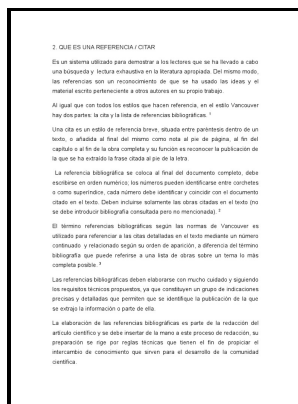 2. QUE ES UNA REFERENCIA / CITAR
Es un sistema utilizado para demostrar a los lectores que se ha llevado a cabo
una búsqueda y lectura exhaustiva en la literatura apropiada. Del mismo modo,
las referencias son un reconocimiento de que se ha usado las ideas y el
material escrito perteneciente a otros autores en su propio trabajo.
Al igual que con todos los estilos que hacen referencia, en el estilo Vancouver
hay dos partes: la cita y la lista de referencias bibliográficas. 1
Una cita es un estilo de referencia breve, situada entre paréntesis dentro de un
texto, o añadida al final del mismo como nota al pie de página, al fin del
capítulo o al fin de la obra completa y su función es reconocer la publicación de
la que se ha extraído la frase citada al pie de la letra.
La referencia bibliográfica se coloca al final del documento completo, debe
escribirse en orden numérico; los números pueden identificarse entre corchetes
o como superíndice, cada número debe identificar y coincidir con el documento
citado en el texto. Deben incluirse solamente las obras citadas en el texto (no
se debe introducir bibliografía consultada pero no mencionada). 2
El término referencias bibliográficas según las normas de Vancouver es
utilizado para referenciar a las citas detalladas en el texto mediante un número
continuado y relacionado según su orden de aparición, a diferencia del término
bibliografía que puede referirse a una lista de obras sobre un tema lo más
completa posible. 3
Las referencias bibliográficas deben elaborarse con mucho cuidado y siguiendo
los requisitos técnicos propuestos, ya que constituyen un grupo de indicaciones
precisas y detalladas que permiten que se identifique la publicación de la que
se extrajo la información o parte de ella.
La elaboración de las referencias bibliográficas es parte de la redacción del
artículo científico y se debe insertar de la mano a este proceso de redacción, su
preparación se rige por reglas técnicas que tienen el fin de propiciar el
intercambio de conocimiento que sirven para el desarrollo de la comunidad
científica.